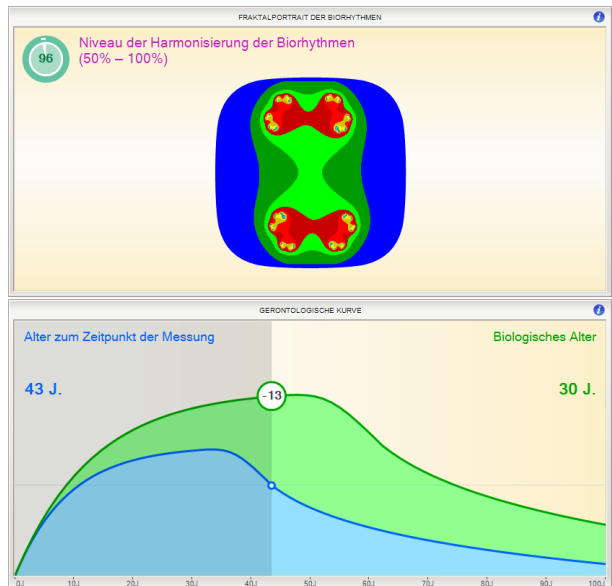 FRAKTALPORTRAIT DER BIORHYTHMEN
i
96
Niveau der Harmonisierung der Biorhythmen
(50% – 100%)
GERONTOLOGISCHE KURVE
i
Alter zum Zeitpunkt der Messung
Biologisches Alter
43 J.
30 J.
-13
0J 10J 20J 30J 40J 50J 60J 70J 80J 90J 100J